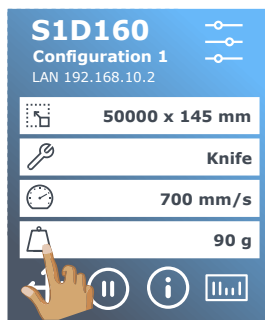 S1D160
Configuration 1
LAN 192.168.10.2
50000 x 145 mm
Knife
700 mm/s
90 g